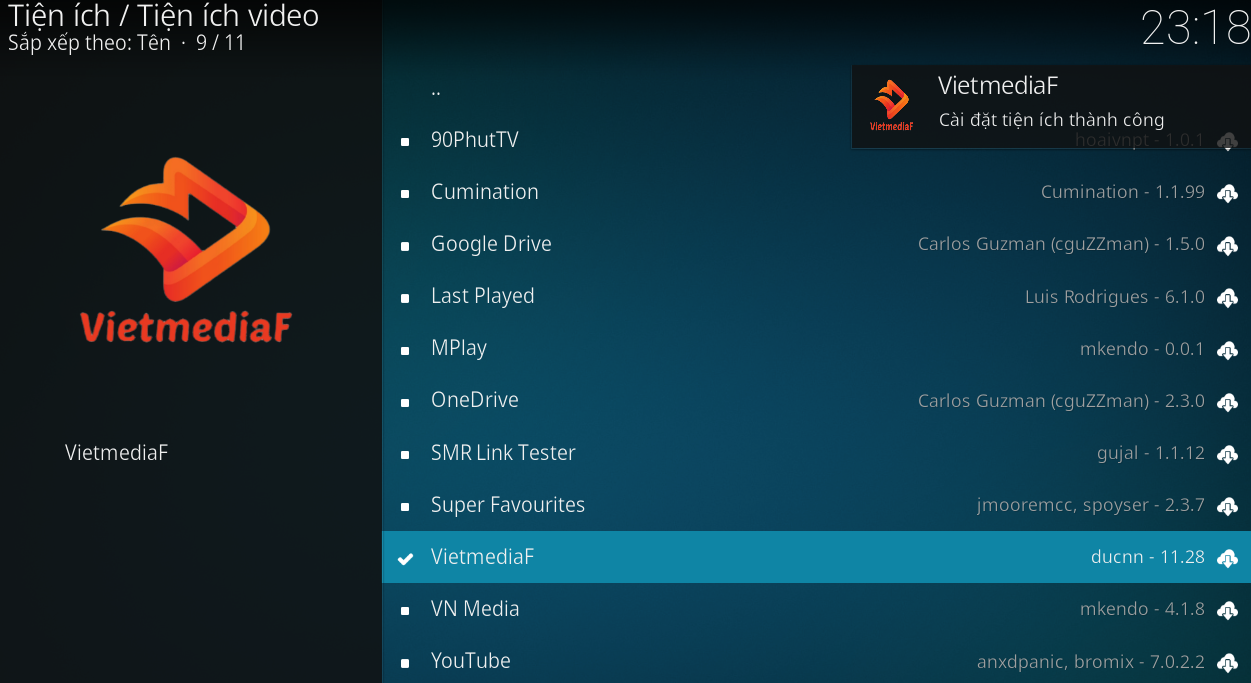 Tiện ích / Tiện ích video
Sắp xếp theo: Tên · 9 / 11
23:18
VietmediaF
Cài đặt tiện ích thành công
VietmediaF
..
90PhutTV
hoaivnpt - 1.0.1
Cumination
Cumination - 1.1.99
Google Drive
Carlos Guzman (cguZZman) - 1.5.0
Last Played
Luis Rodrigues - 6.1.0
MPlay
mkendo - 0.0.1
OneDrive
Carlos Guzman (cguZZman) - 2.3.0
SMR Link Tester
gujal - 1.1.12
Super Favourites
jmooremcc, spoyser - 2.3.7
VietmediaF
ducnn - 11.28
VN Media
mkendo - 4.1.8
YouTube
anxdpanic, bromix - 7.0.2.2
VietmediaF
VietmediaF